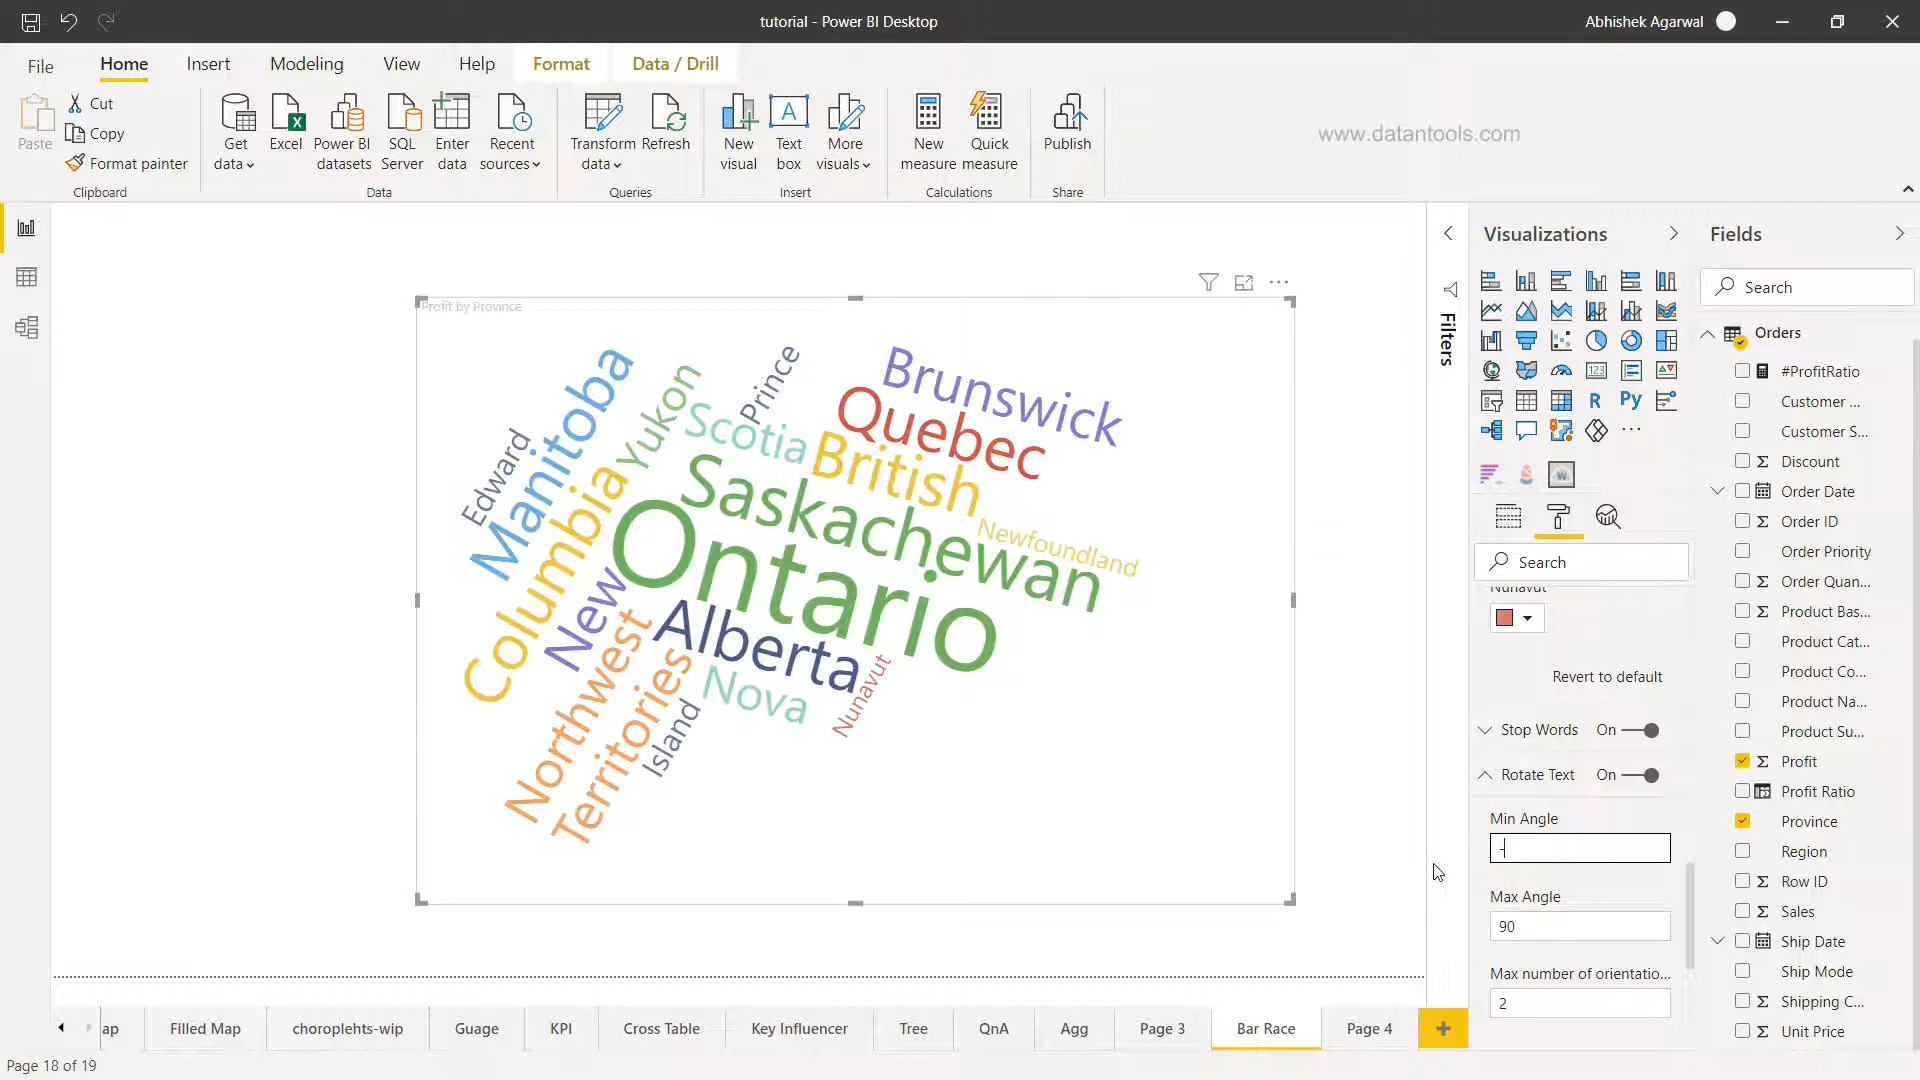 tutorial - Power BI Desktop
Abhishek Agarwal
File
Home
Insert
Modeling
View
Help
Format
Data / Drill
Paste
Cut
Copy
Format painter
Clipboard
Get data
Excel
Power BI datasets
SQL Server
Enter data
Recent sources
Data
Transform data
Refresh
Queries
New visual
Text box
More visuals
Insert
New measure
Quick measure
Calculations
Publish
Share
www.datantools.com
Profit by Province
Brunswick
Prince
Manitoba
Yukon
Quebec
Scotia
British
Edward
Saskachewan
Newfoundland
Columbia
Ontario
New
Alberta
Northwest
Territories
Nova
Nunavut
Island
Filters
Visualizations
123
R
Py
Search
Nunavut
Revert to default
Stop Words On
Rotate Text On
Min Angle
-
Max Angle
90
Max number of orientatio...
2
Fields
Search
Orders
#ProfitRatio
Customer ...
Customer S...
Discount
Order Date
Order ID
Order Priority
Order Quan...
Product Bas...
Product Cat...
Product Co...
Product Na...
Product Su...
Profit
Profit Ratio
Province
Region
Row ID
Sales
Ship Date
Ship Mode
Shipping C...
Unit Price
ap
Filled Map
choroplehts-wip
Guage
KPI
Cross Table
Key Influencer
Tree
QnA
Agg
Page 3
Bar Race
Page 4
Page 18 of 19